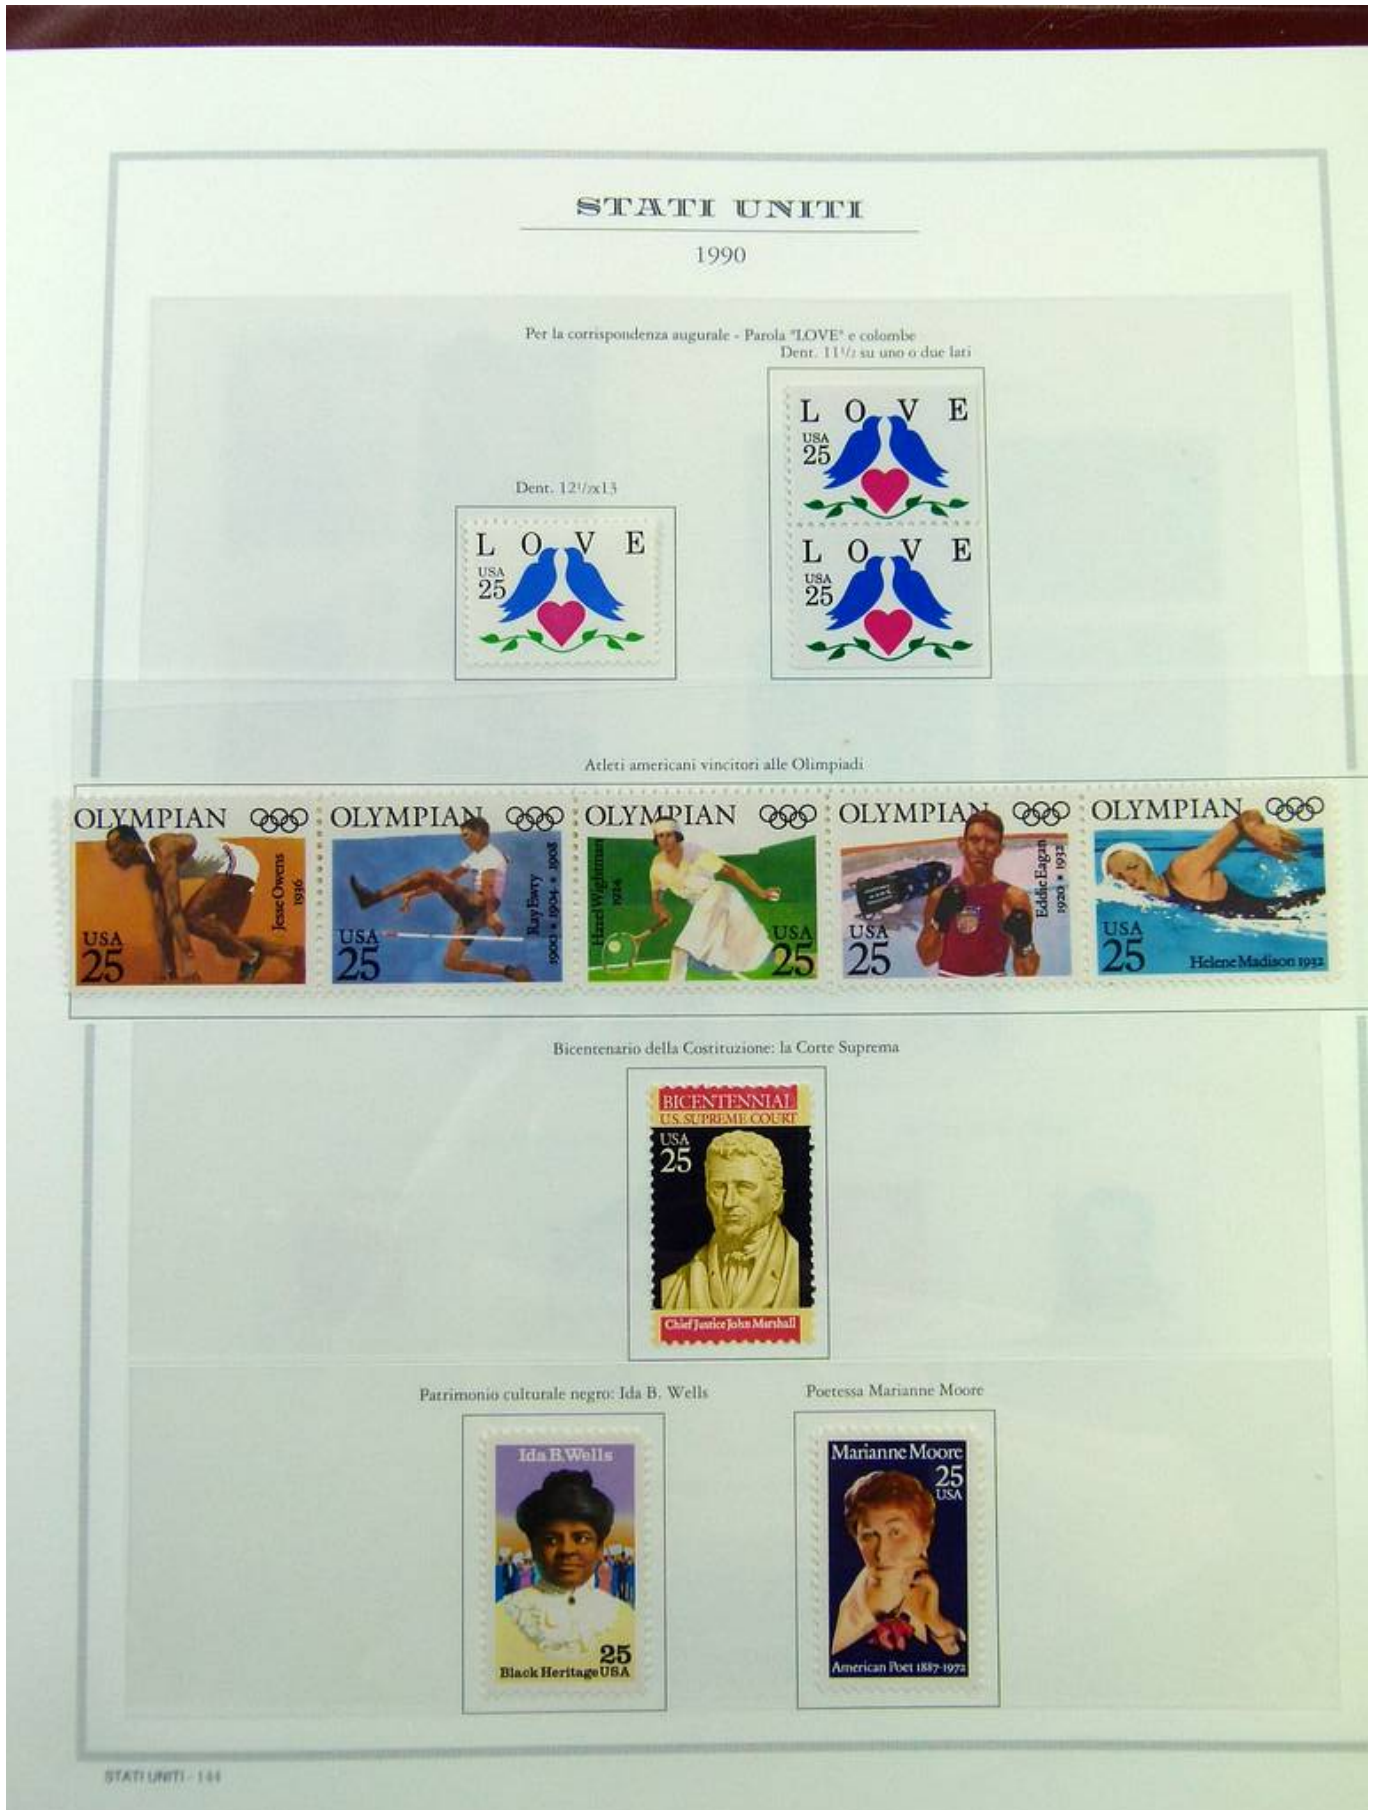 STATI UNITI
1990
Per la corrispondenza augurale - Parola "LOVE" e colombe
Dent. 11 1/2 su uno o due lati
L O V E
USA
25
L O V E
USA
25
Dent. 12 1/2x13
L O V E
USA
25
Atleti americani vincitori alle Olimpiadi
OLYMPIAN
Jesse Owens
1936
USA
25
OLYMPIAN
Ray Ewry
1900 * 1904 * 1908
USA
25
OLYMPIAN
Hazel Wightman
1924
USA
25
OLYMPIAN
Eddie Eagan
1920 * 1932
USA
25
OLYMPIAN
USA
25
Helene Madison 1932
Bicentenario della Costituzione: la Corte Suprema
BICENTENNIAL
U.S. SUPREME COURT
USA
25
Chief Justice John Marshall
Patrimonio culturale negro: Ida B. Wells
Ida B. Wells
25
Black Heritage USA
Poetessa Marianne Moore
Marianne Moore
25
USA
American Poet 1887-1972
STATI UNITI - 144